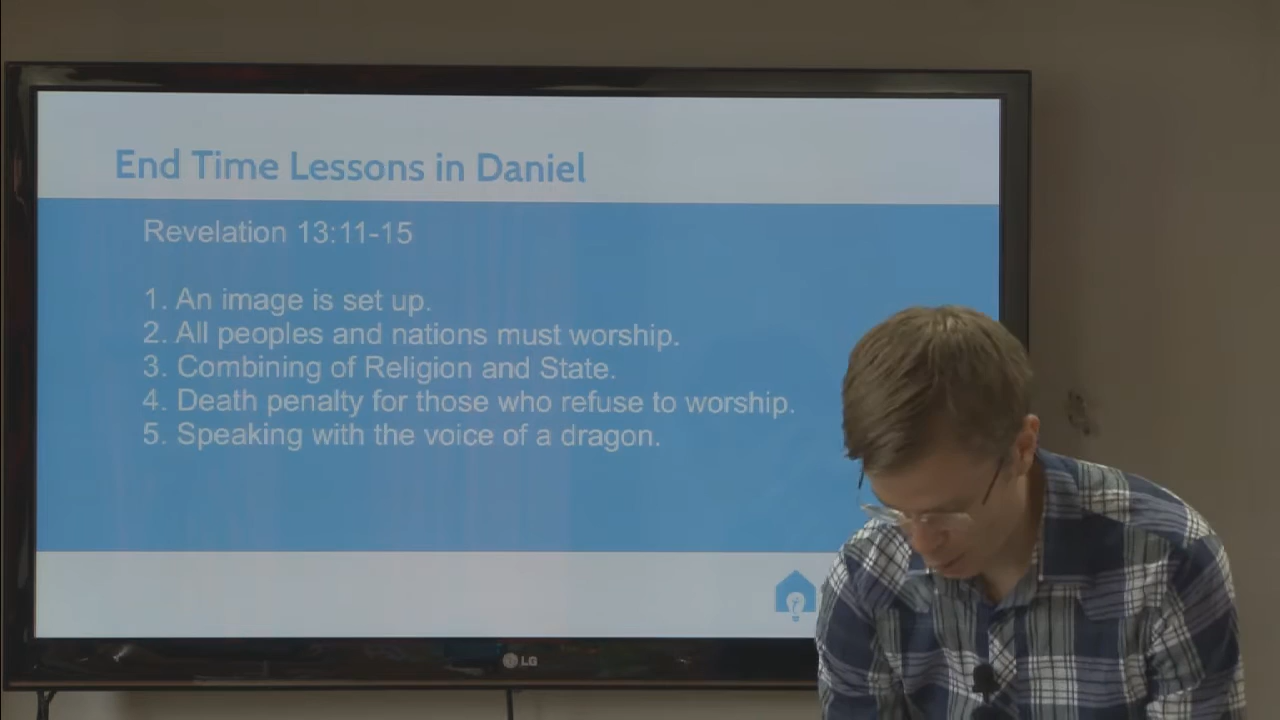 End Time Lessons in Daniel
Revelation 13:11-15
1. An image is set up.
2. All peoples and nations must worship.
3. Combining of Religion and State.
4. Death penalty for those who refuse to worship.
5. Speaking with the voice of a dragon.
LG